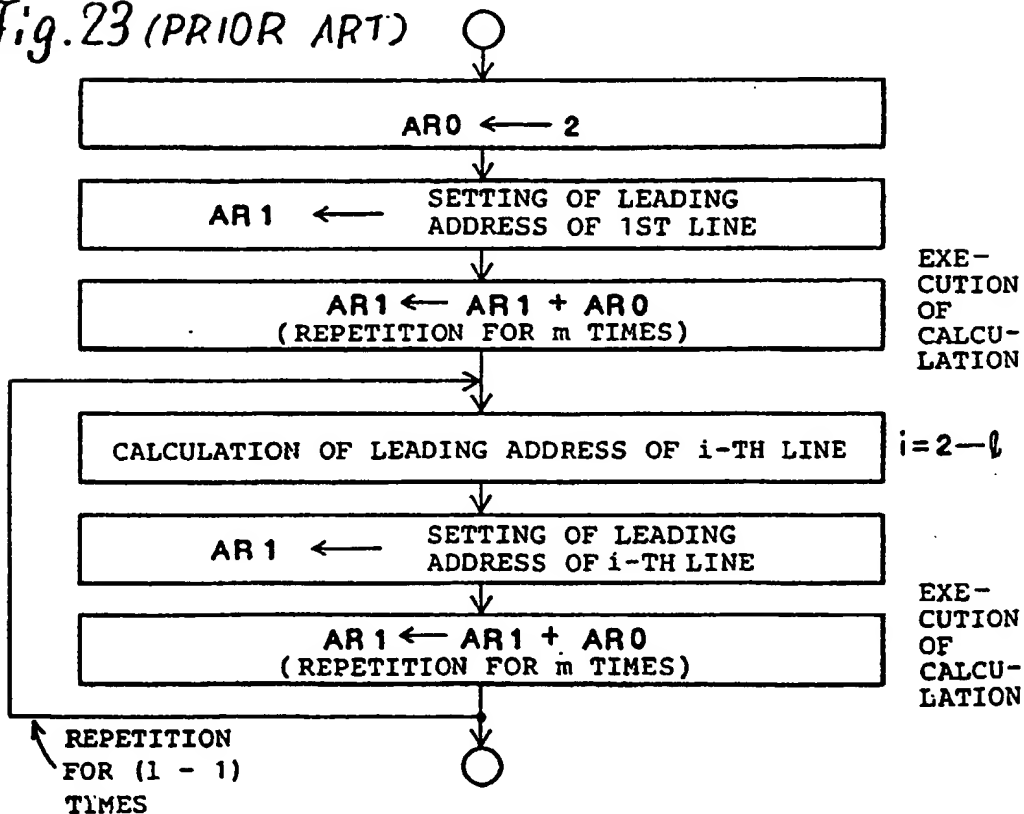 Fig.23 (PRIOR ART)
AR0 ← 2
AR1 ← SETTING OF LEADING
ADDRESS OF 1ST LINE
AR1 ← AR1 + AR0
(REPETITION FOR m TIMES)
EXE-
CUTION
OF
CALCU-
LATION
CALCULATION OF LEADING ADDRESS OF i-TH LINE
i=2—ℓ
AR1 ← SETTING OF LEADING
ADDRESS OF i-TH LINE
AR1 ← AR1 + AR0
(REPETITION FOR m TIMES)
EXE-
CUTION
OF
CALCU-
LATION
REPETITION
FOR (1 - 1)
TIMES